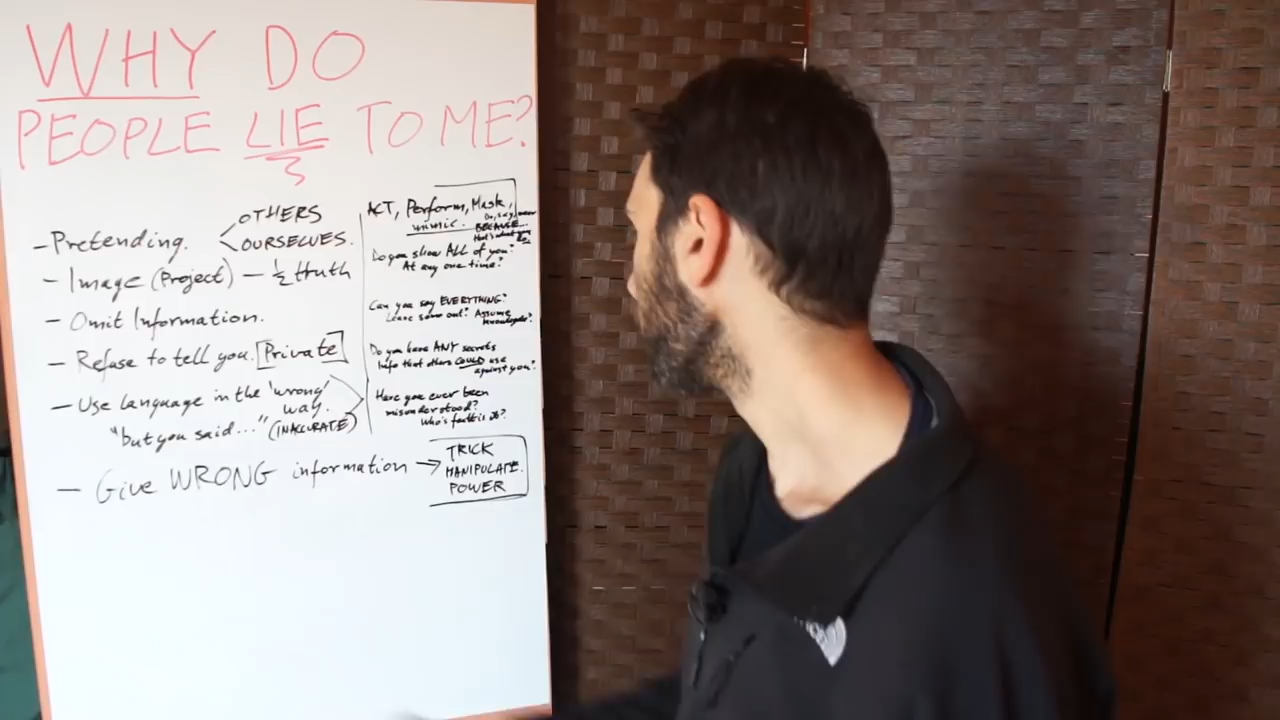 WHY DO
PEOPLE LIE TO ME?
- Pretending. < OTHERS
OURSELVES.
- Image (Project) - ½ truth
- Omit Information.
- Refuse to tell you. Private
- Use language in the 'wrong'
way.
"but you said..." (INACCURATE)
- Give WRONG information →
ACT, Perform, Mask,
mimic.
BECAUSE...
that's what you
Do you show ALL of you?
At any one time?
Can you say EVERYTHING?
Leave some out? Assume
knowledge?
Do you have ANY secrets
Info that others COULD use
against you?
Have you ever been
misunderstood?
Who's fault is it?
TRICK
MANIPULATE.
POWER